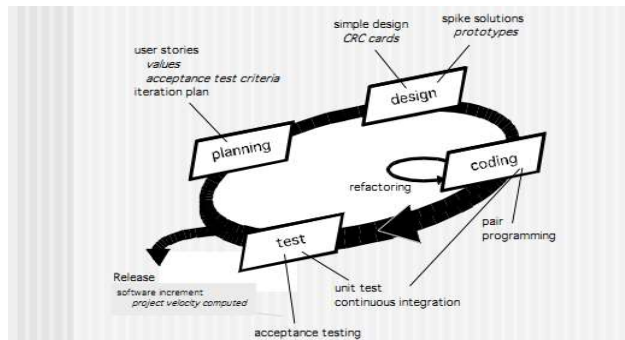 simple design
CRC cards
spike solutions
prototypes
user stories
values
acceptance test criteria
iteration plan
design
planning
coding
refactoring
test
pair
programming
Release
software increment
project velocity computed
unit test
continuous integration
acceptance testing